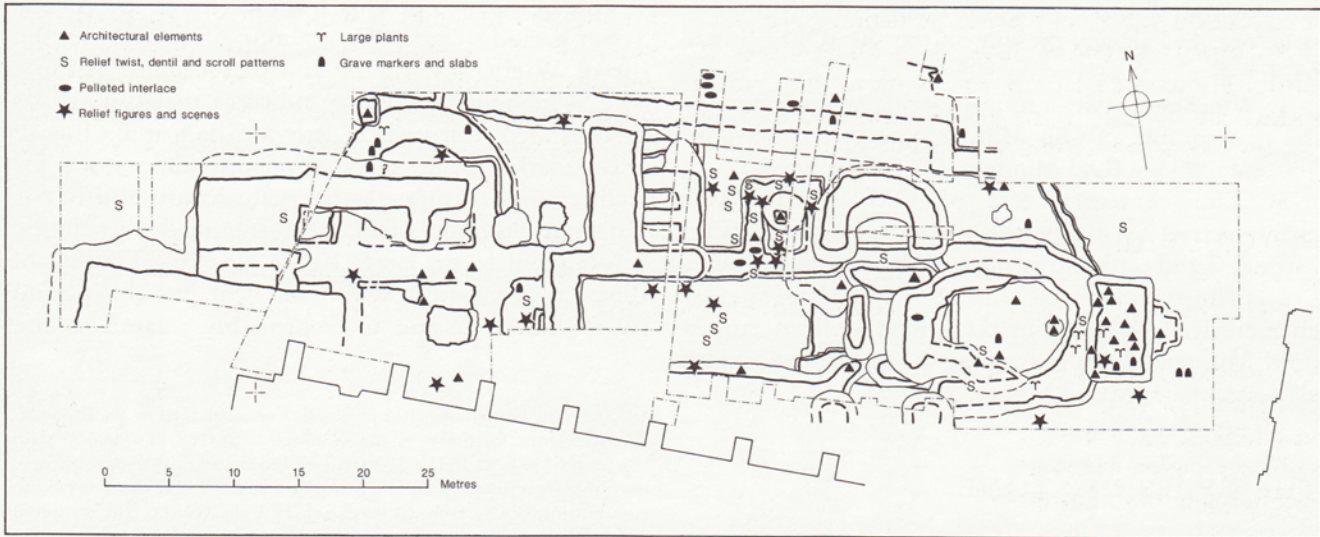 Architectural elements
Relief twist, dentil and scroll patterns
Pelleted interlace
Relief figures and scenes
Large plants
Grave markers and slabs
N
?
0 5 10 15 20 25 Metres